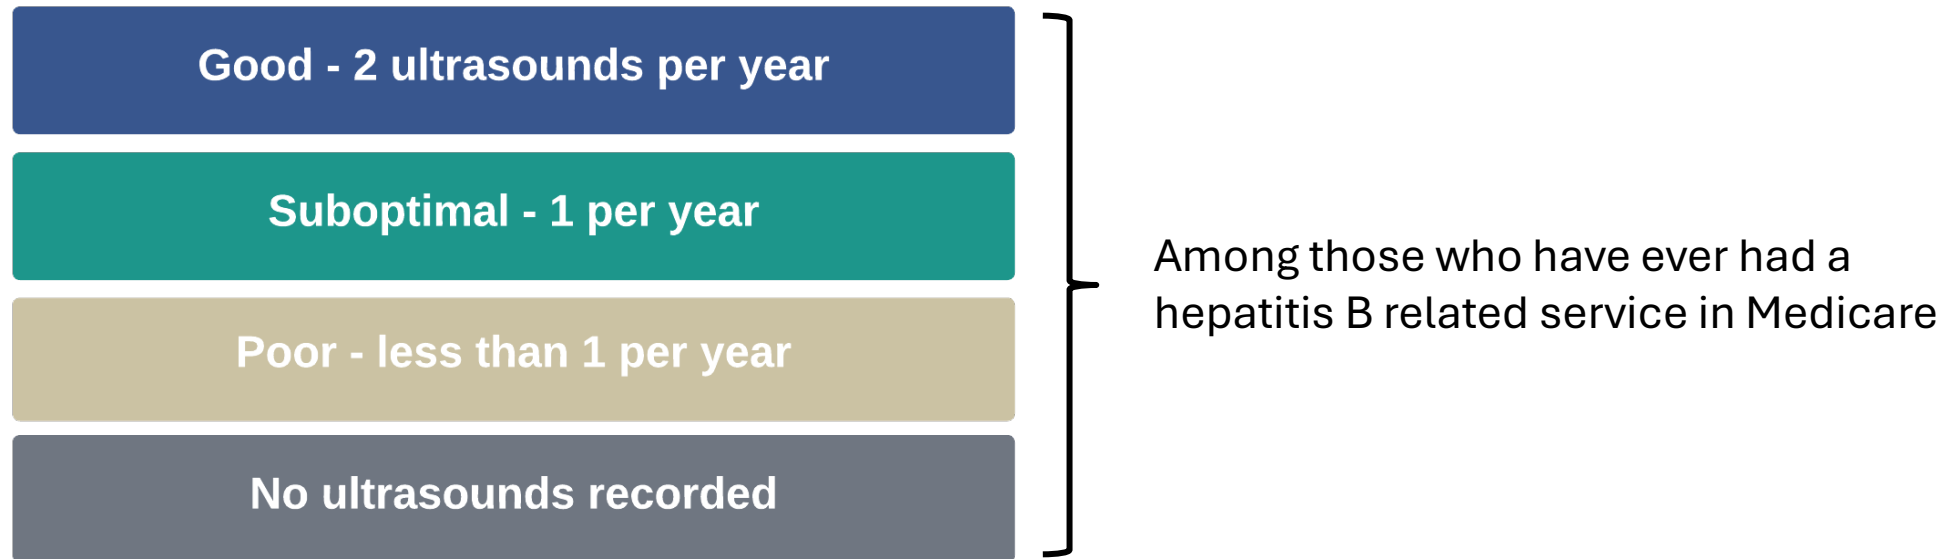 Good - 2 ultrasounds per year
Suboptimal - 1 per year
Poor - less than 1 per year
No ultrasounds recorded
Among those who have ever had a
hepatitis B related service in Medicare